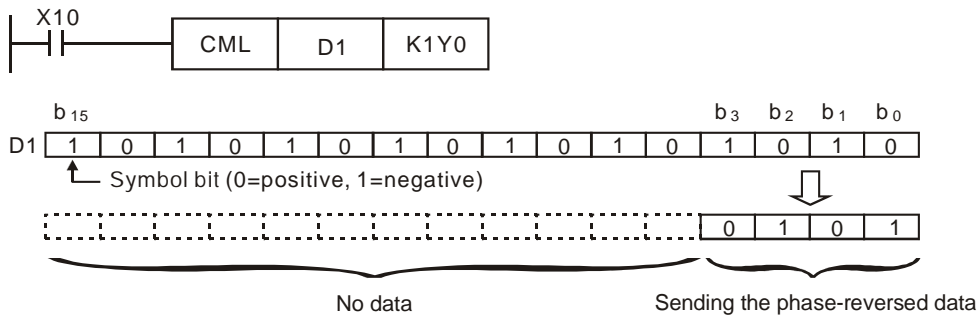 X10
CML D1 K1Y0
b15 b3 b2 b1 b0
D1 1 0 1 0 1 0 1 0 1 0 1 0 1 0 1 0
Symbol bit (0=positive, 1=negative)
0 1 0 1
No data Sending the phase-reversed data